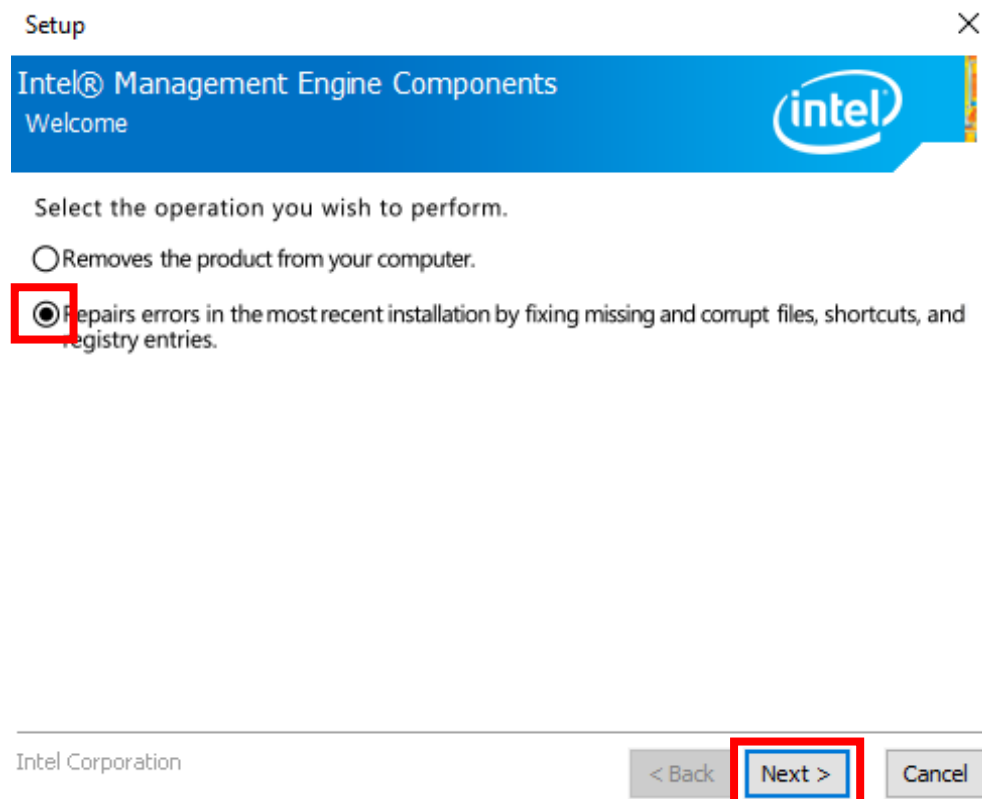 Setup
Intel® Management Engine Components
Welcome
intel
Select the operation you wish to perform.
Removes the product from your computer.
Repairs errors in the most recent installation by fixing missing and corrupt files, shortcuts, and
registry entries.
Intel Corporation
< Back
Next >
Cancel